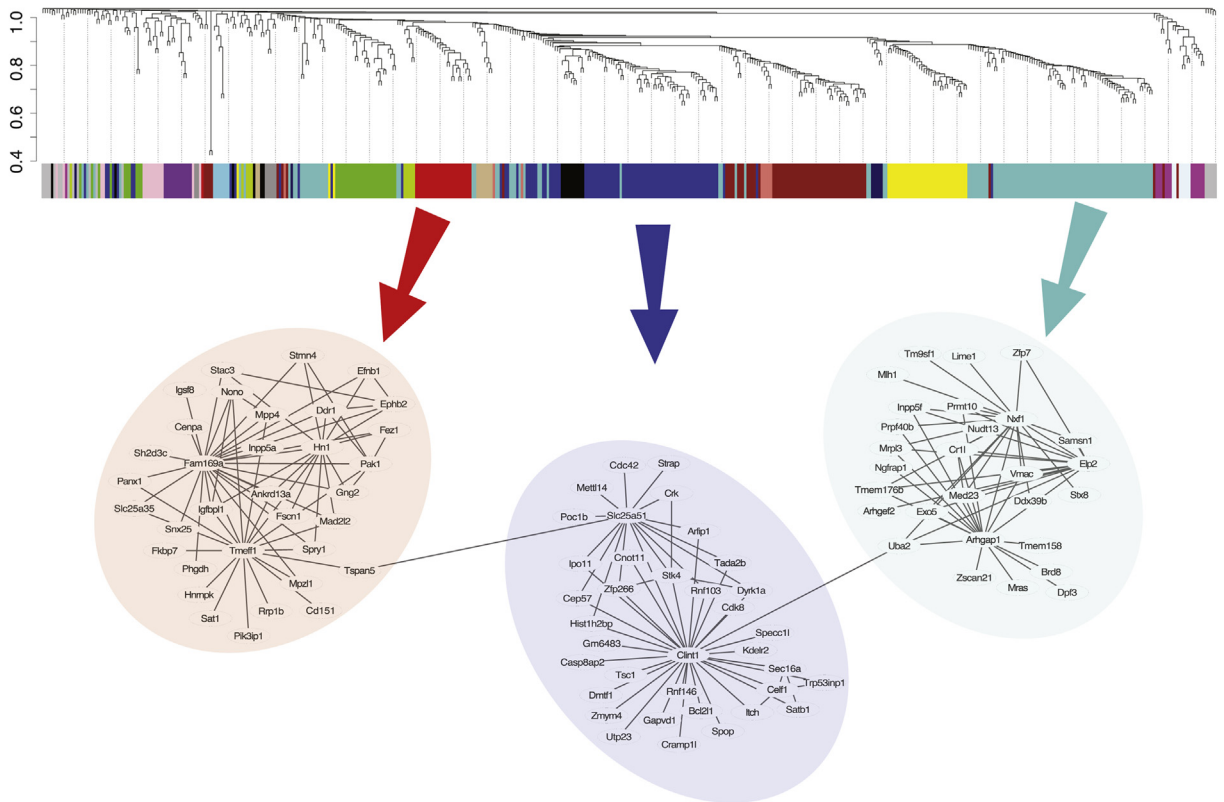 1.0
0.8
0.6
0.4
Stmn4
Stac3
Efnb1
Igsf8
Nono
Ephb2
Mpp4
Ddr1
Cenpa
Fez1
Inpp5a
Hn1
Sh2d3c
Fam169a
Pak1
Panx1
Ankrd13a
Gng2
Slc25a35
Igfbpl1
Fscn1
Mad2l2
Snx25
Fkbp7
Tmeff1
Spry1
Phgdh
Tspan5
Mpzl1
Hnrnpk
Rrp1b
Cd151
Sat1
Pik3ip1
Cdc42
Strap
Mettl14
Crk
Poc1b
Slc25a51
Arfip1
Ipo11
Cnot11
Tada2b
Stk4
Cep57
Zfp266
Rnf103
Dyrk1a
Cdk8
Hist1h2bp
Specc1l
Gm6483
Clint1
Kdelr2
Casp8ap2
Sec16a
Tsc1
Trp53inp1
Dmtf1
Rnf146
Celf1
Zmym4
Bcl2l1
Itch
Satb1
Gapvd1
Spop
Utp23
Cramp1l
Tm9sf1
Lime1
Zfp7
Mlh1
Inpp5f
Prmt10
Nxf1
Prpf40b
Nudt13
Samsn1
Mrpl3
Cr1l
Elp2
Ngfrap1
Vmac
Tmem176b
Med23
Stx8
Ddx39b
Arhgef2
Exo5
Uba2
Arhgap1
Tmem158
Zscan21
Brd8
Mras
Dpf3